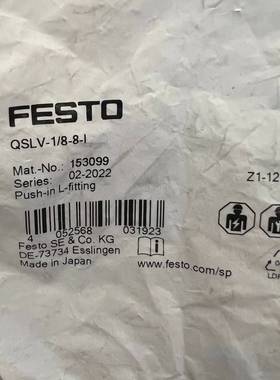 FESTO
QSLV-1/8-8-I
Mat.-No.: 153099
Series: 02-2022
Push-in L-fitting
Z1-12
4 052568 031923
Festo SE & Co. KG
DE-73734 Esslingen
Made in Japan
www.festo.com/sp